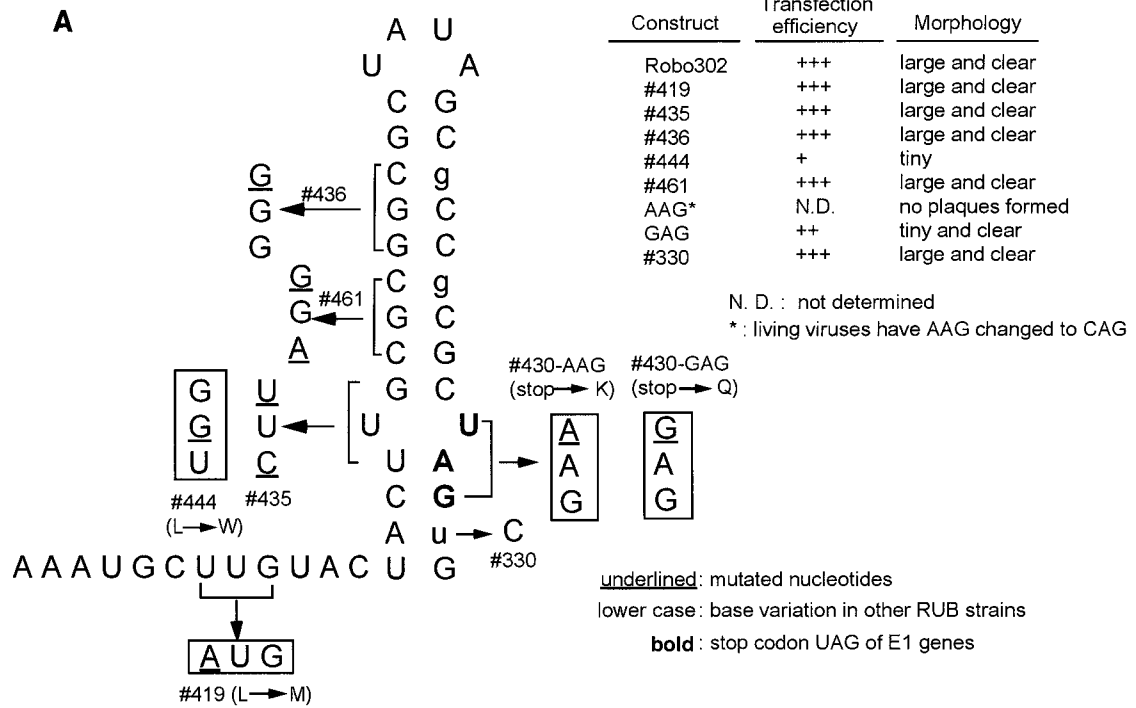 A
A U
U A
C G
G C
C g
G C
G C
C g
G C
C G
G C
U U
U A
C G
A u → C
#330
A A A U G C U U G U A C U G
G
G
G
#436
G
G
A
#461
G
G
U
#444
(L→W)
U
U
C
#435
A U G
#419 (L→M)
#430-AAG
(stop→K)
A
A
G
#430-GAG
(stop→Q)
G
A
G
Construct Transfection efficiency Morphology
Robo302 +++ large and clear
#419 +++ large and clear
#435 +++ large and clear
#436 +++ large and clear
#444 + tiny
#461 +++ large and clear
AAG* N.D. no plaques formed
GAG ++ tiny and clear
#330 +++ large and clear
N. D. : not determined
* : living viruses have AAG changed to CAG
underlined : mutated nucleotides
lower case : base variation in other RUB strains
bold : stop codon UAG of E1 genes